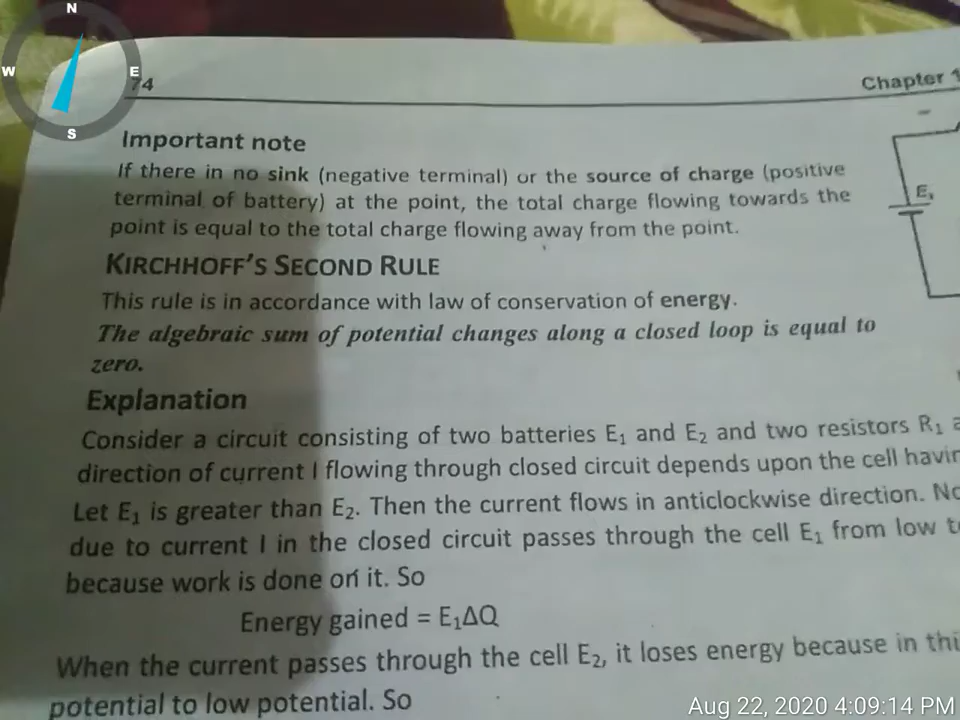 N
W
E
S
74
Chapter 1
Important note
If there in no sink (negative terminal) or the source of charge (positive
terminal of battery) at the point, the total charge flowing towards the
point is equal to the total charge flowing away from the point.
E₁
KIRCHHOFF'S SECOND RULE
This rule is in accordance with law of conservation of energy.
The algebraic sum of potential changes along a closed loop is equal to
zero.
Explanation
Consider a circuit consisting of two batteries E₁ and E₂ and two resistors R₁
direction of current I flowing through closed circuit depends upon the cell
Let E₁ is greater than E₂. Then the current flows in anticlockwise direction.
due to current I in the closed circuit passes through the cell E₁ from low
because work is done on it. So
Energy gained = E₁ΔQ
When the current passes through the cell E₂, it loses energy because in
potential to low potential. So
Aug 22, 2020 4:09:14 PM